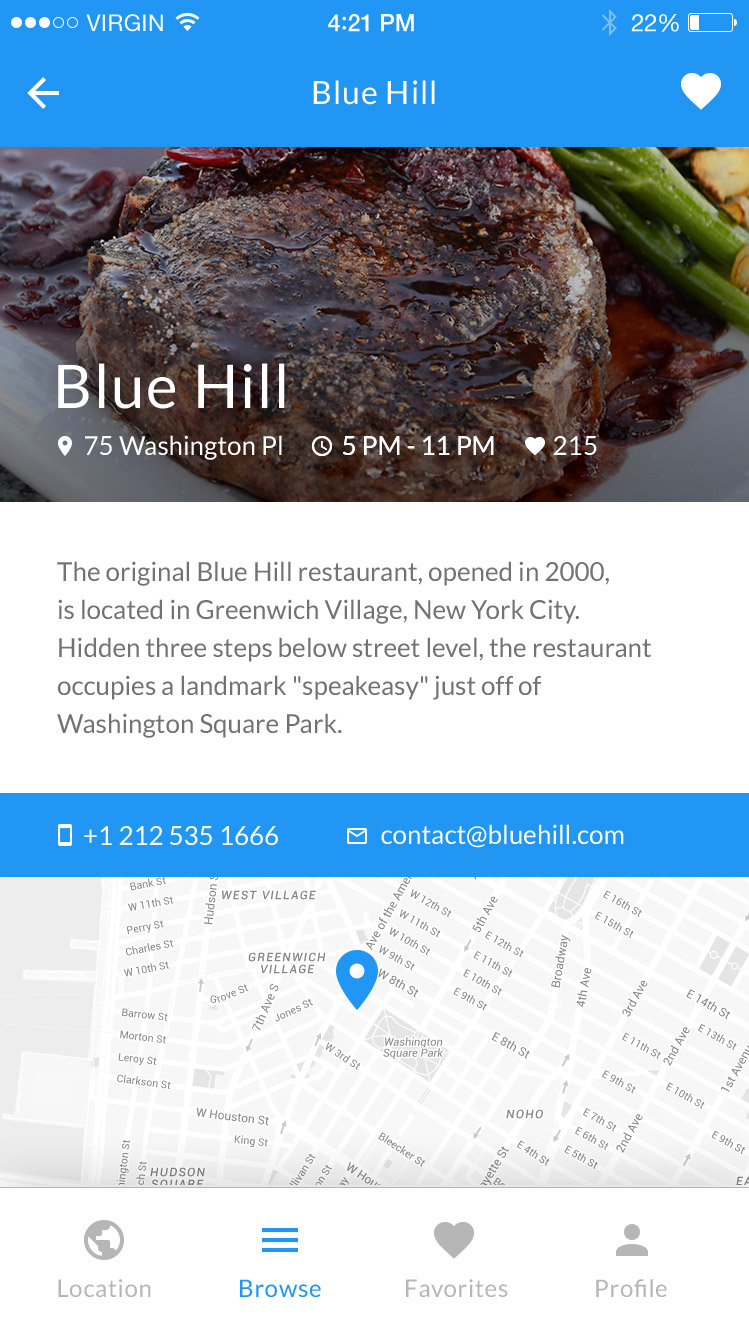 VIRGIN 4:21 PM 22%
Blue Hill
Blue Hill
75 Washington Pl 5 PM - 11 PM 215
The original Blue Hill restaurant, opened in 2000,
is located in Greenwich Village, New York City.
Hidden three steps below street level, the restaurant
occupies a landmark "speakeasy" just off of
Washington Square Park.
+1 212 535 1666 contact@bluehill.com
Bank St
W 11th St
Perry St
Charles St
W 10th St
Hudson S
WEST VILLAGE
GREENWICH
VILLAGE
Grove St
7th Ave S
Jones St
Barrow St
Morton St
Leroy St
Clarkson St
W Houston St
King St
HUDSON
SQUARE
Ave of the Amer
W 12th St
W 11th St
W 10th St
W 9th St
W 8th St
W 3rd St
Washington
Square Park
5th Ave
E 12th St
E 11th St
E 10th St
E 9th St
E 8th St
Broadway
4th Ave
E 16th St
E 15th St
3rd Ave
E 14th St
E 13th St
E 11th St
2nd Ave
1st Aven
E 9th St
E 10th St
NOHO
E 7th St
E 6th St
E 5th St
E 4th St
2nd Ave
E 9th St
Bleecker St
W Hou
Location Browse Favorites Profile